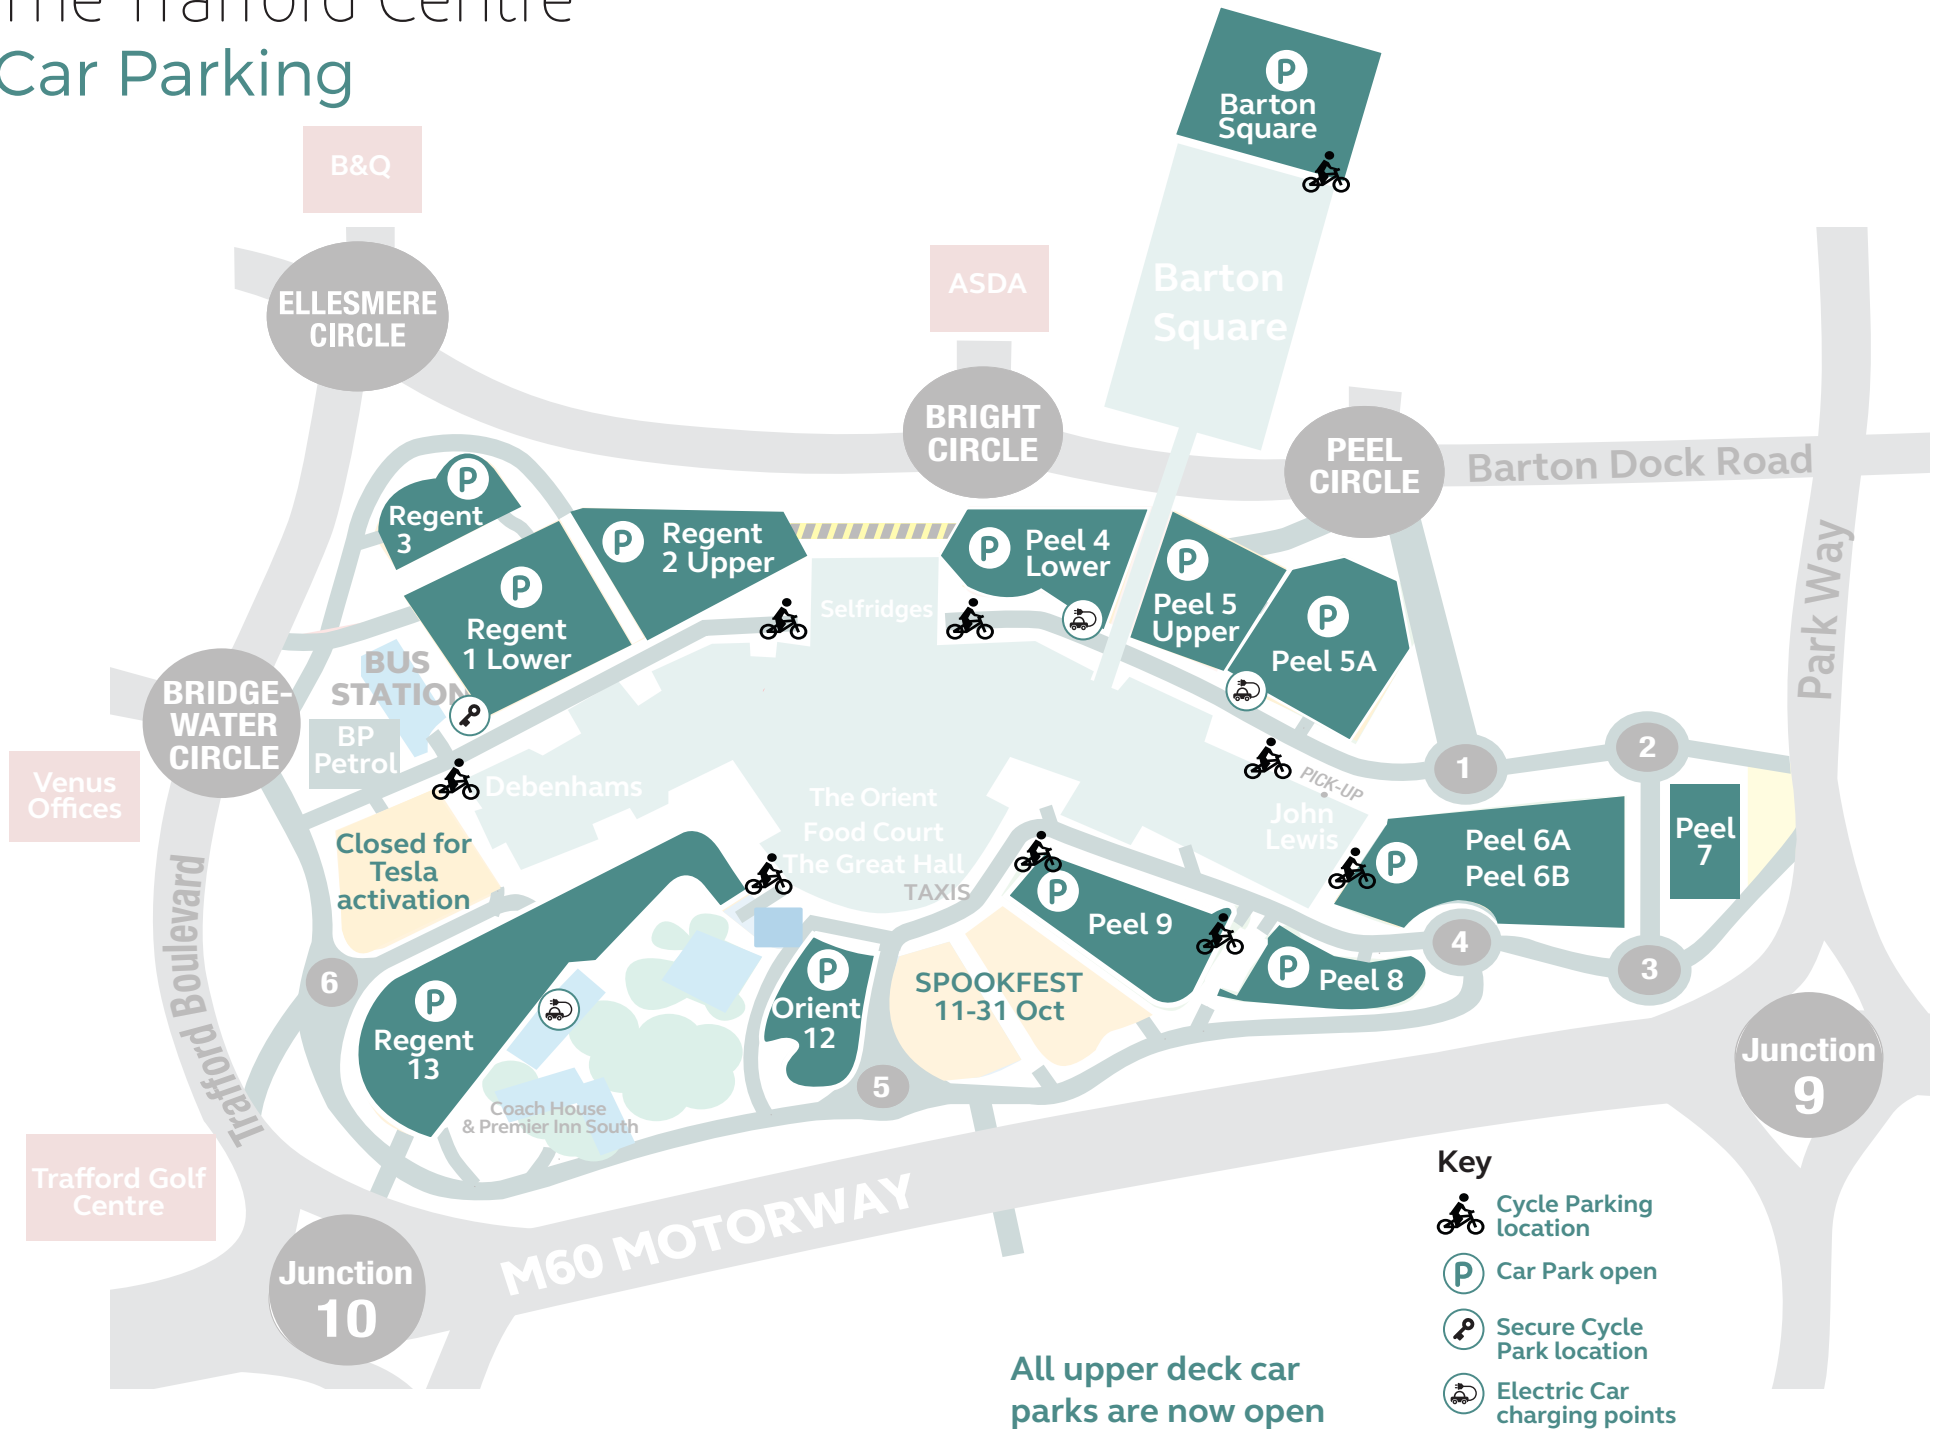 The Trafford Centre
Car Parking
P
Barton
Square
B&Q
ASDA
Barton
Square
ELLESMERE
CIRCLE
BRIGHT
CIRCLE
PEEL
CIRCLE
Barton Dock Road
Park Way
P
Regent
3
P
Regent
2 Upper
P
Peel 4
Lower
P
Peel 5
Upper
P
Peel 5A
P
Regent
1 Lower
Selfridges
BUS
STATION
BRIDGE-
WATER
CIRCLE
BP
Petrol
Venus
Offices
Debenhams
The Orient
Food Court
The Great Hall
TAXIS
PICK-UP
John
Lewis
1
2
P
Peel 6A
Peel 6B
Peel
7
Closed for
Tesla
activation
P
Peel 9
4
3
P
Peel 8
6
P
Regent
13
P
Orient
12
SPOOKFEST
11-31 Oct
5
Trafford Boulevard
Coach House
& Premier Inn South
Junction
9
Trafford Golf
Centre
M60 MOTORWAY
Junction
10
Key
Cycle Parking
location
P
Car Park open
Secure Cycle
Park location
Electric Car
charging points
All upper deck car
parks are now open